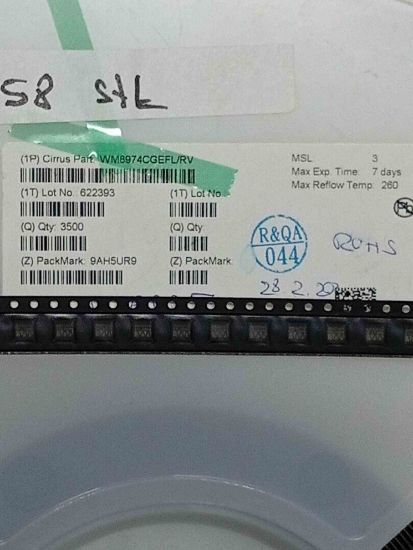 58 StL
(1P) Cirrus Part: WM8974CGEFL/RV
MSL 3
Max Exp. Time: 7 days
Max Reflow Temp: 260
(1T) Lot No. 622393
(1T) Lot No.
(Q) Qty: 3500
(Q) Qty:
(Z) PackMark: 9AH5UR9
(Z) PackMark:
R&QA
044
ROHS
28.2.20